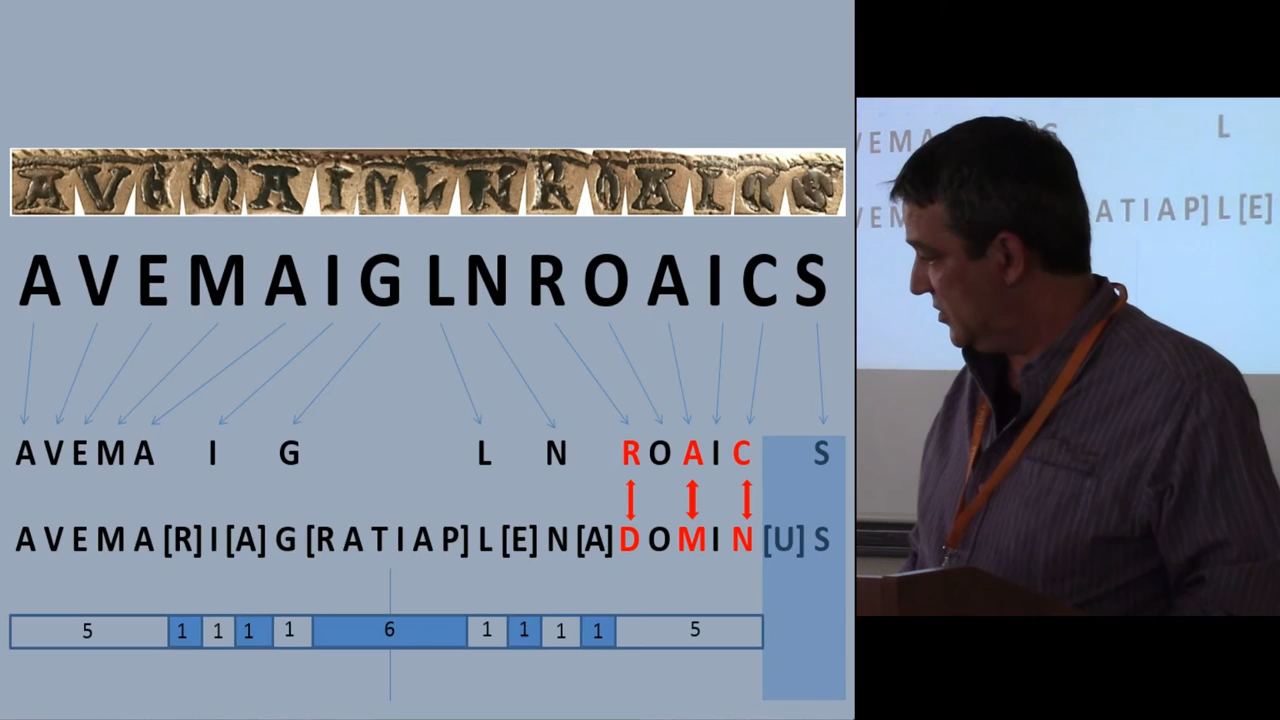 AVEMAIGLNROAICS
AVEMAIGLNROAICS
AVEMA I G L N ROAIC S
AVEMA[R]I[A]G[RATIAP]L[E]N[A]DOMIN[U]S
5 1 1 1 1 6 1 1 1 1 5
VEMA G L
VEM ATIAP]L[E]